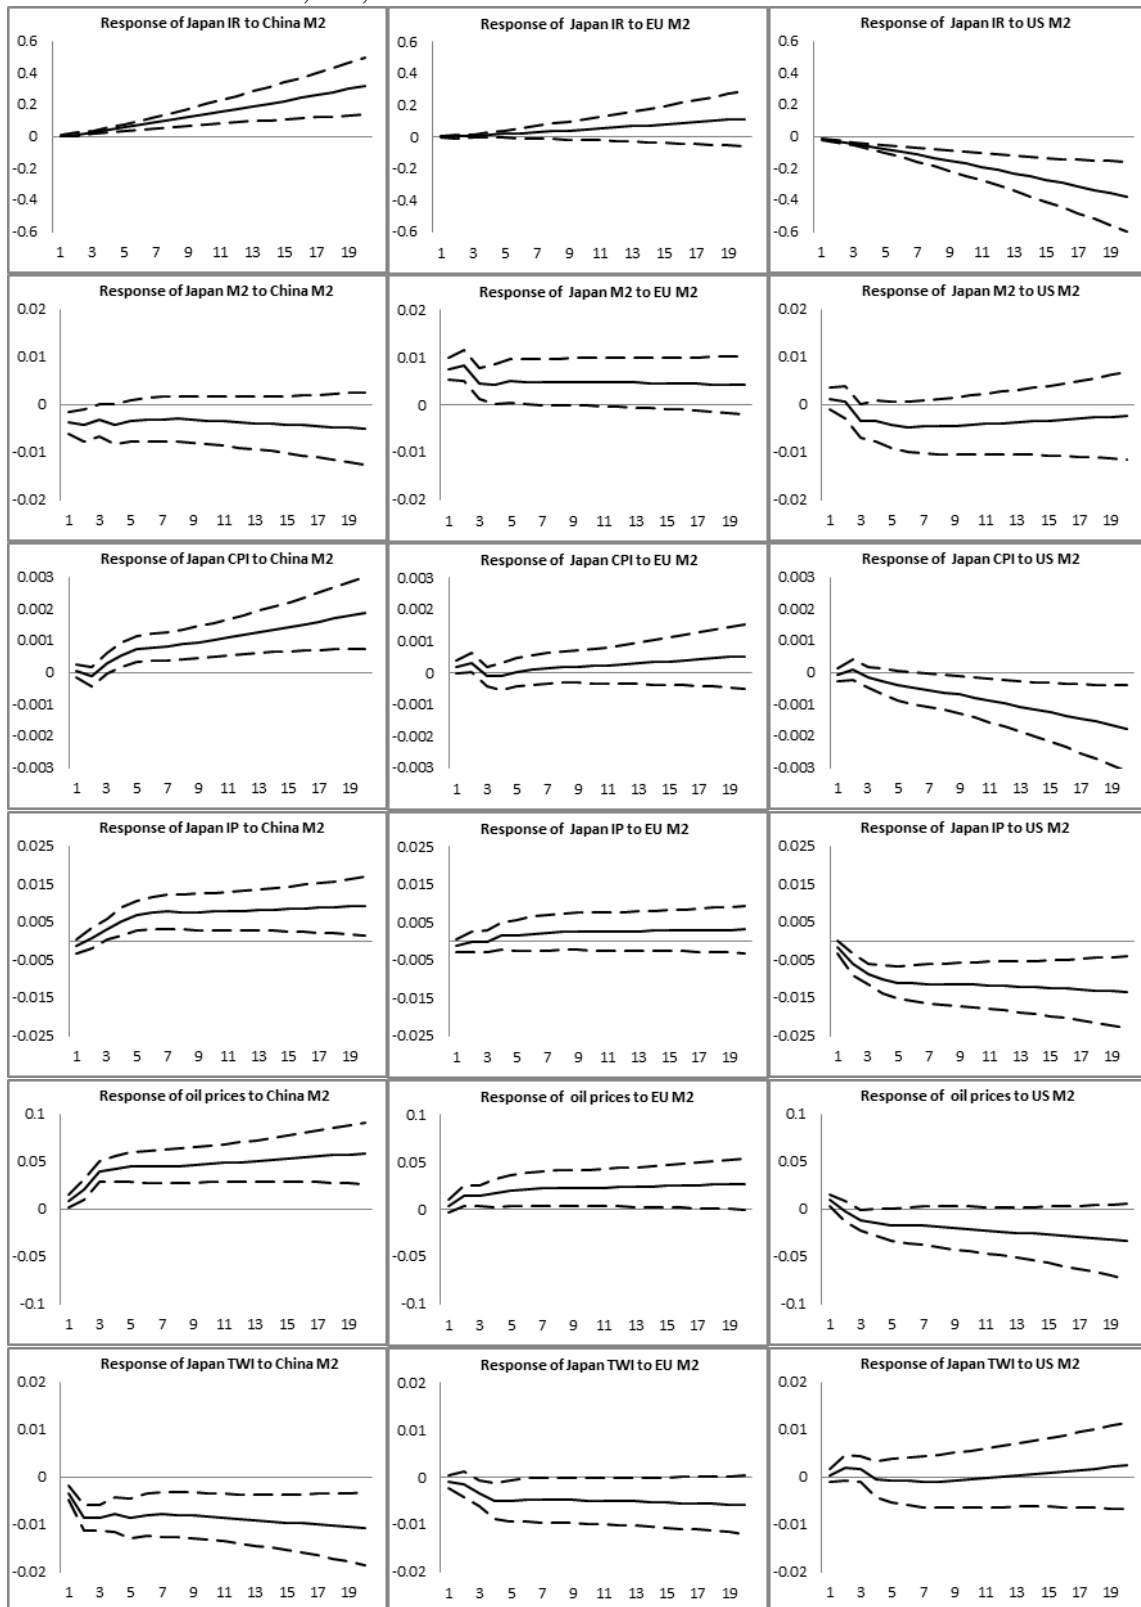 Response of Japan IR to China M2
0.6
0.4
0.2
0
-0.2
-0.4
-0.6
1 3 5 7 9 11 13 15 17 19
Response of Japan IR to EU M2
0.6
0.4
0.2
0
-0.2
-0.4
-0.6
1 3 5 7 9 11 13 15 17 19
Response of Japan IR to US M2
0.6
0.4
0.2
0
-0.2
-0.4
-0.6
1 3 5 7 9 11 13 15 17 19
Response of Japan M2 to China M2
0.02
0.01
0
-0.01
-0.02
1 3 5 7 9 11 13 15 17 19
Response of Japan M2 to EU M2
0.02
0.01
0
-0.01
-0.02
1 3 5 7 9 11 13 15 17 19
Response of Japan M2 to US M2
0.02
0.01
0
-0.01
-0.02
1 3 5 7 9 11 13 15 17 19
Response of Japan CPI to China M2
0.003
0.002
0.001
0
-0.001
-0.002
-0.003
1 3 5 7 9 11 13 15 17 19
Response of Japan CPI to EU M2
0.003
0.002
0.001
0
-0.001
-0.002
-0.003
1 3 5 7 9 11 13 15 17 19
Response of Japan CPI to US M2
0.003
0.002
0.001
0
-0.001
-0.002
-0.003
1 3 5 7 9 11 13 15 17 19
Response of Japan IP to China M2
0.025
0.015
0.005
-0.005
-0.015
-0.025
1 3 5 7 9 11 13 15 17 19
Response of Japan IP to EU M2
0.025
0.015
0.005
-0.005
-0.015
-0.025
1 3 5 7 9 11 13 15 17 19
Response of Japan IP to US M2
0.025
0.015
0.005
-0.005
-0.015
-0.025
1 3 5 7 9 11 13 15 17 19
Response of oil prices to China M2
0.1
0.05
0
-0.05
-0.1
1 3 5 7 9 11 13 15 17 19
Response of oil prices to EU M2
0.1
0.05
0
-0.05
-0.1
1 3 5 7 9 11 13 15 17 19
Response of oil prices to US M2
0.1
0.05
0
-0.05
-0.1
1 3 5 7 9 11 13 15 17 19
Response of Japan TWI to China M2
0.02
0.01
0
-0.01
-0.02
1 3 5 7 9 11 13 15 17 19
Response of Japan TWI to EU M2
0.02
0.01
0
-0.01
-0.02
1 3 5 7 9 11 13 15 17 19
Response of Japan TWI to US M2
0.02
0.01
0
-0.01
-0.02
1 3 5 7 9 11 13 15 17 19